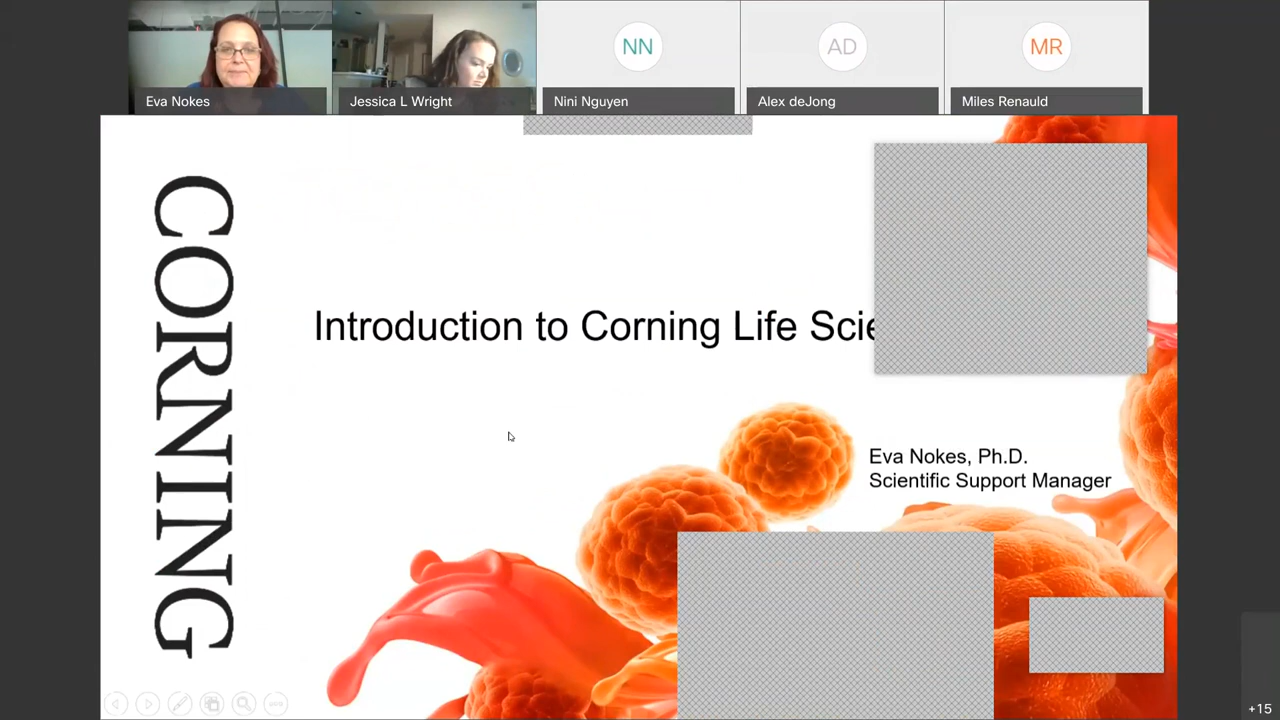 Eva Nokes
Jessica L Wright
NN
Nini Nguyen
AD
Alex deJong
MR
Miles Renauld
CORNING
Introduction to Corning Life Scie
Eva Nokes, Ph.D.
Scientific Support Manager
+15